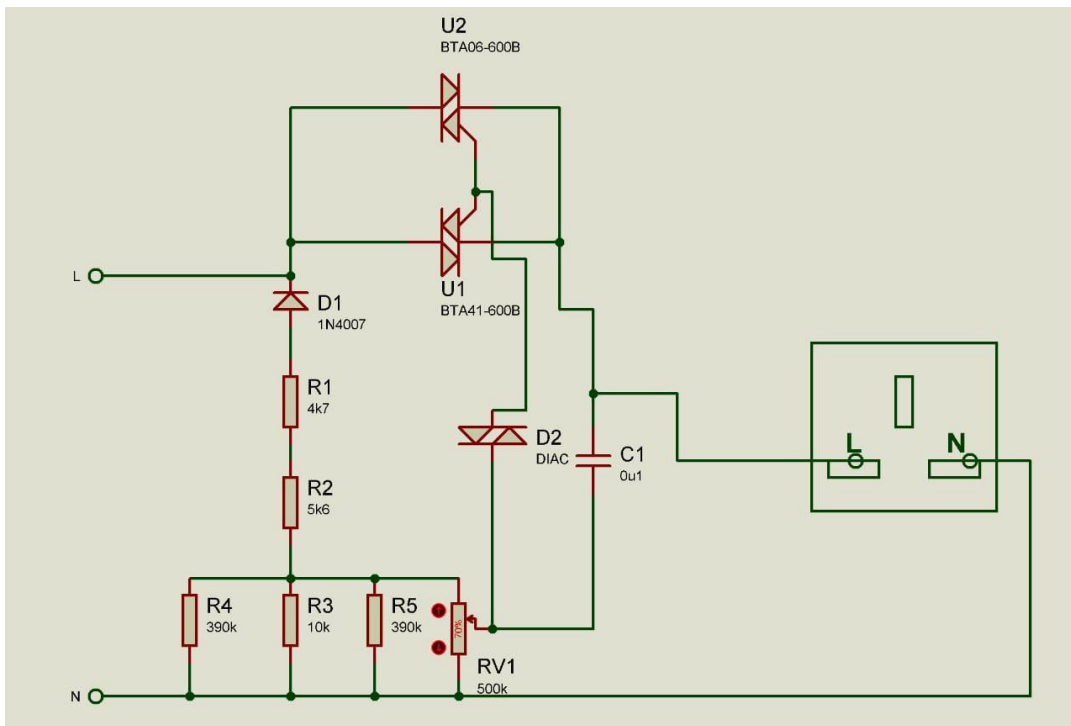 U2
BTA06-600B
U1
BTA41-600B
L
D1
1N4007
R1
4k7
R2
5k6
D2
DIAC
C1
0u1
L
N
R4
390k
R3
10k
R5
390k
70%
RV1
500k
N